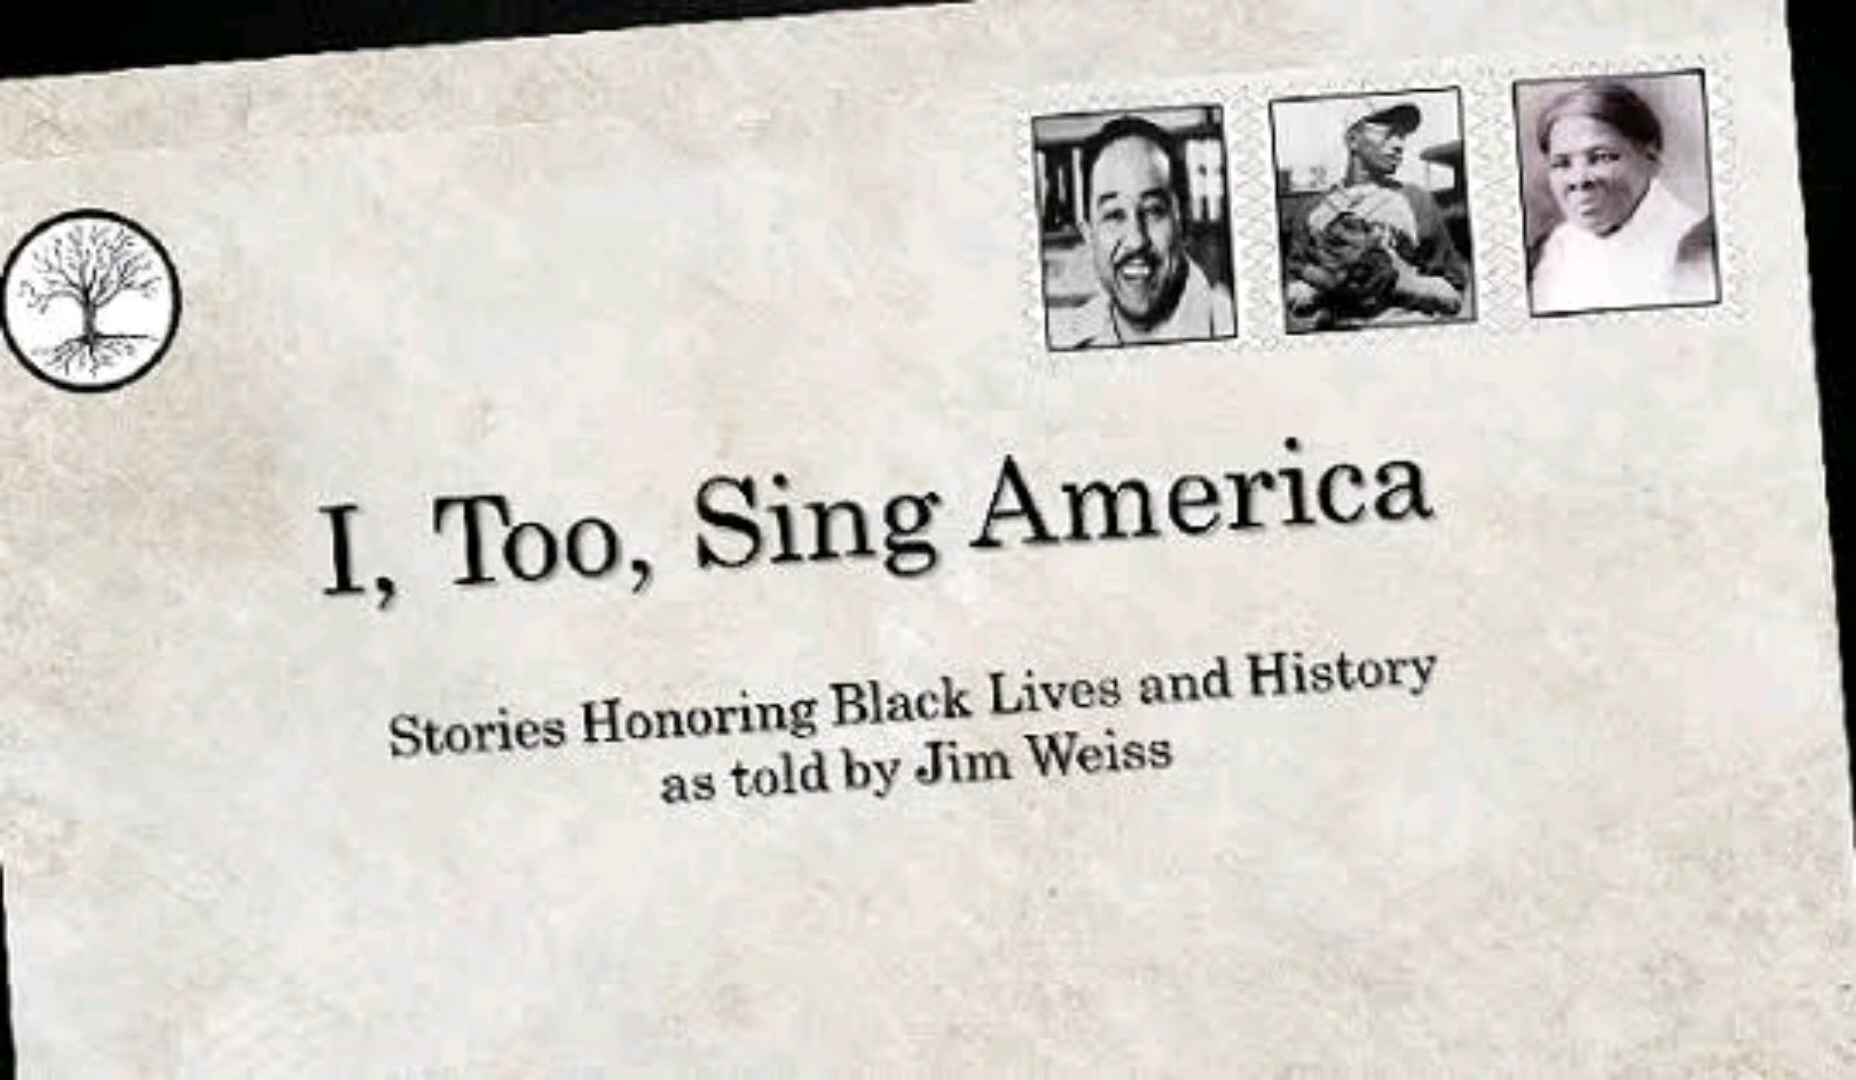 I, Too, Sing America
Stories Honoring Black Lives and History
as told by Jim Weiss